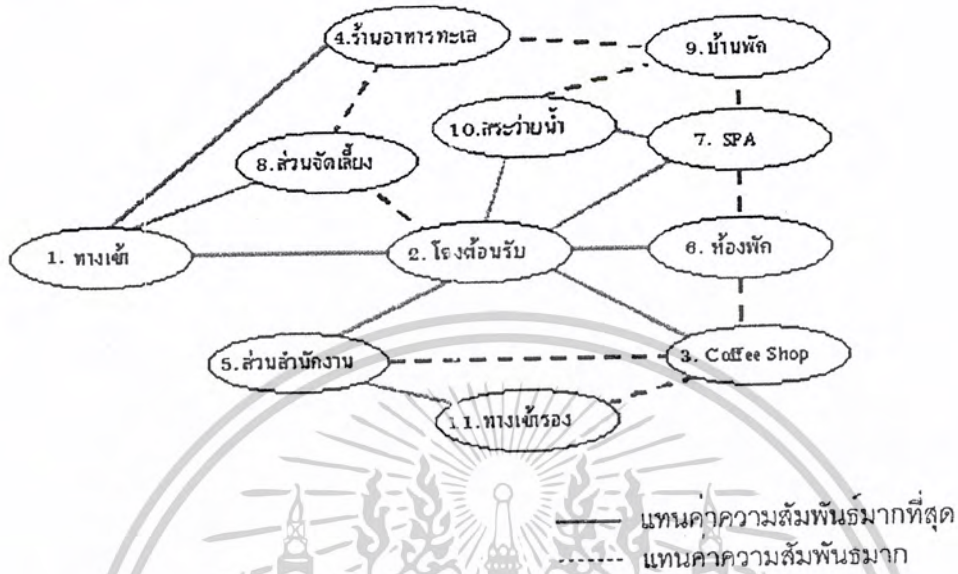 4.ร้านอาหารทะเล
9.บ้านพัก
10.สระว่ายน้ำ
7. SPA
8.ส่วนจัดเลี้ยง
1. ทางเข้า
2. โถงต้อนรับ
6. ห้องพัก
5.ส่วนสำนักงาน
3. Coffee Shop
11.ทางเข้ารอง
แทนค่าความสัมพันธ์มากที่สุด
แทนค่าความสัมพันธ์มาก